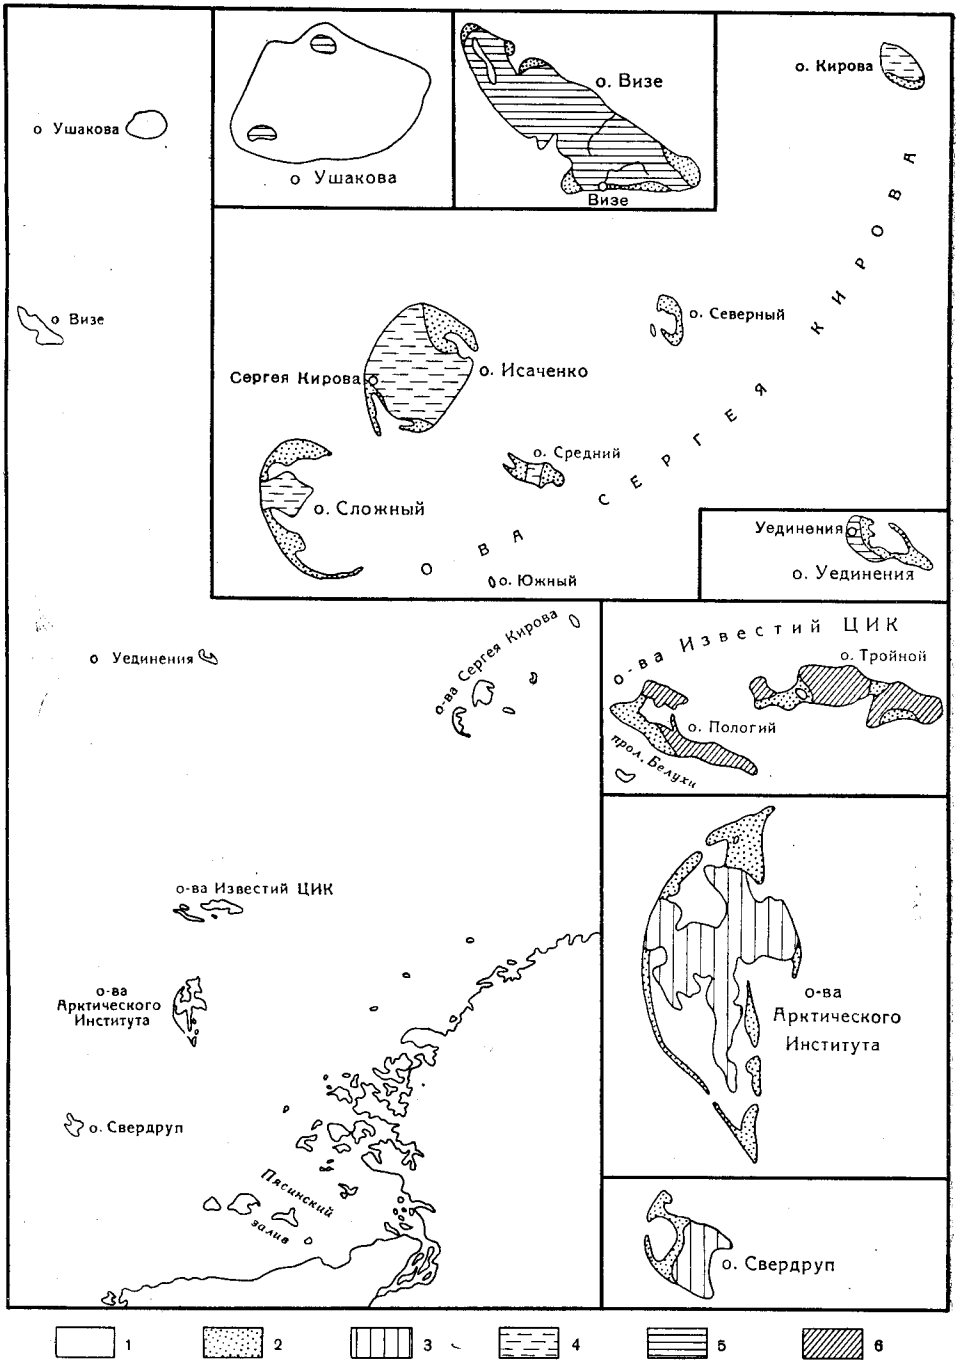 о Ушакова
о Ушакова
о. Визе
Визе
о. Кирова
о Визе
о. Северный
Сергея Кирова
о. Исаченко
о. Средний
о. Сложный
о. Южный
О В А СЕРГЕЯ КИРОВА
Уединения
о. Уединения
о Уединения
о-ва Сергея Кирова
о-ва Известий ЦИК
о. Тройной
о. Пологий
прол. Белухи
о-ва Известий ЦИК
о-ва
Арктического
Института
о-ва
Арктического
Института
о. Свердруп
Пясинский
залив
о. Свердруп
1 2 3 4 5 6